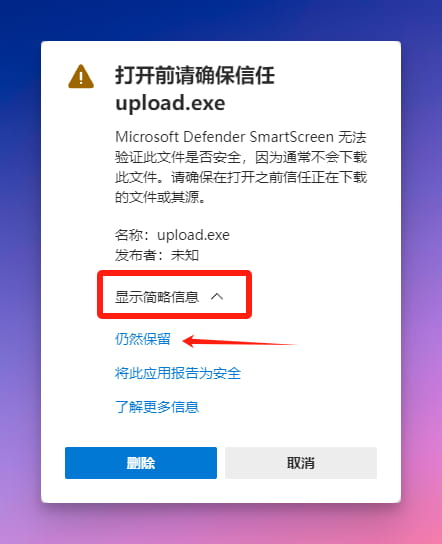 打开前请确保信任
upload.exe
Microsoft Defender SmartScreen 无法
验证此文件是否安全，因为通常不会下载
此文件。请确保在打开之前信任正在下载
的文件或其源。
名称：upload.exe
发布者：未知
显示简略信息
仍然保留
将此应用报告为安全
了解更多信息
删除
取消